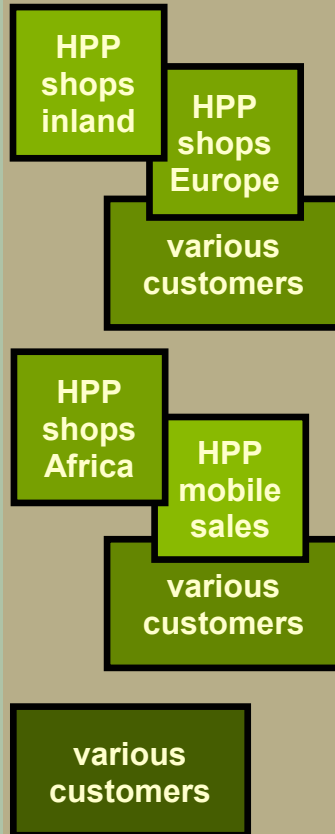 HPP
shops
inland
HPP
shops
Europe
various
customers
HPP
shops
Africa
HPP
mobile
sales
various
customers
various
customers